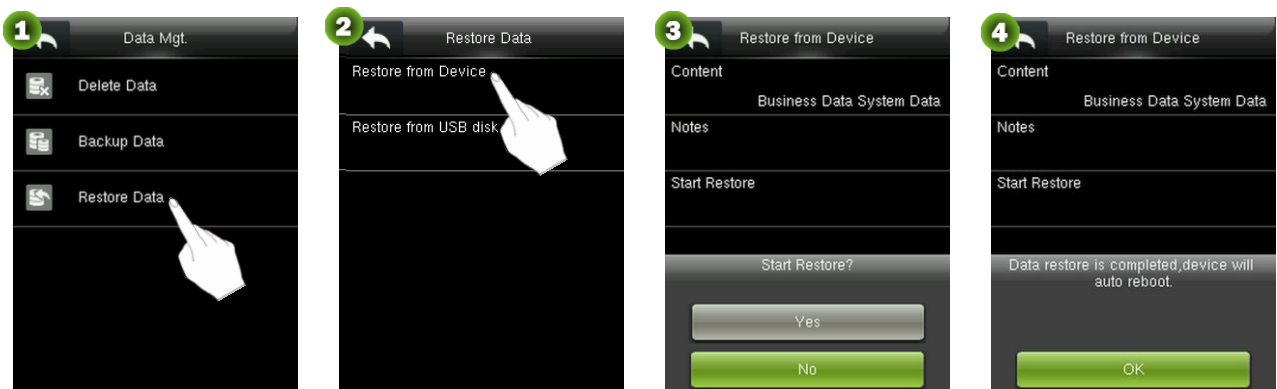 1
Data Mgt.
Delete Data
Backup Data
Restore Data
2
Restore Data
Restore from Device
Restore from USB disk
3
Restore from Device
Content
Business Data System Data
Notes
Start Restore
Start Restore?
Yes
No
4
Restore from Device
Content
Business Data System Data
Notes
Start Restore
Data restore is completed,device will
auto reboot.
OK